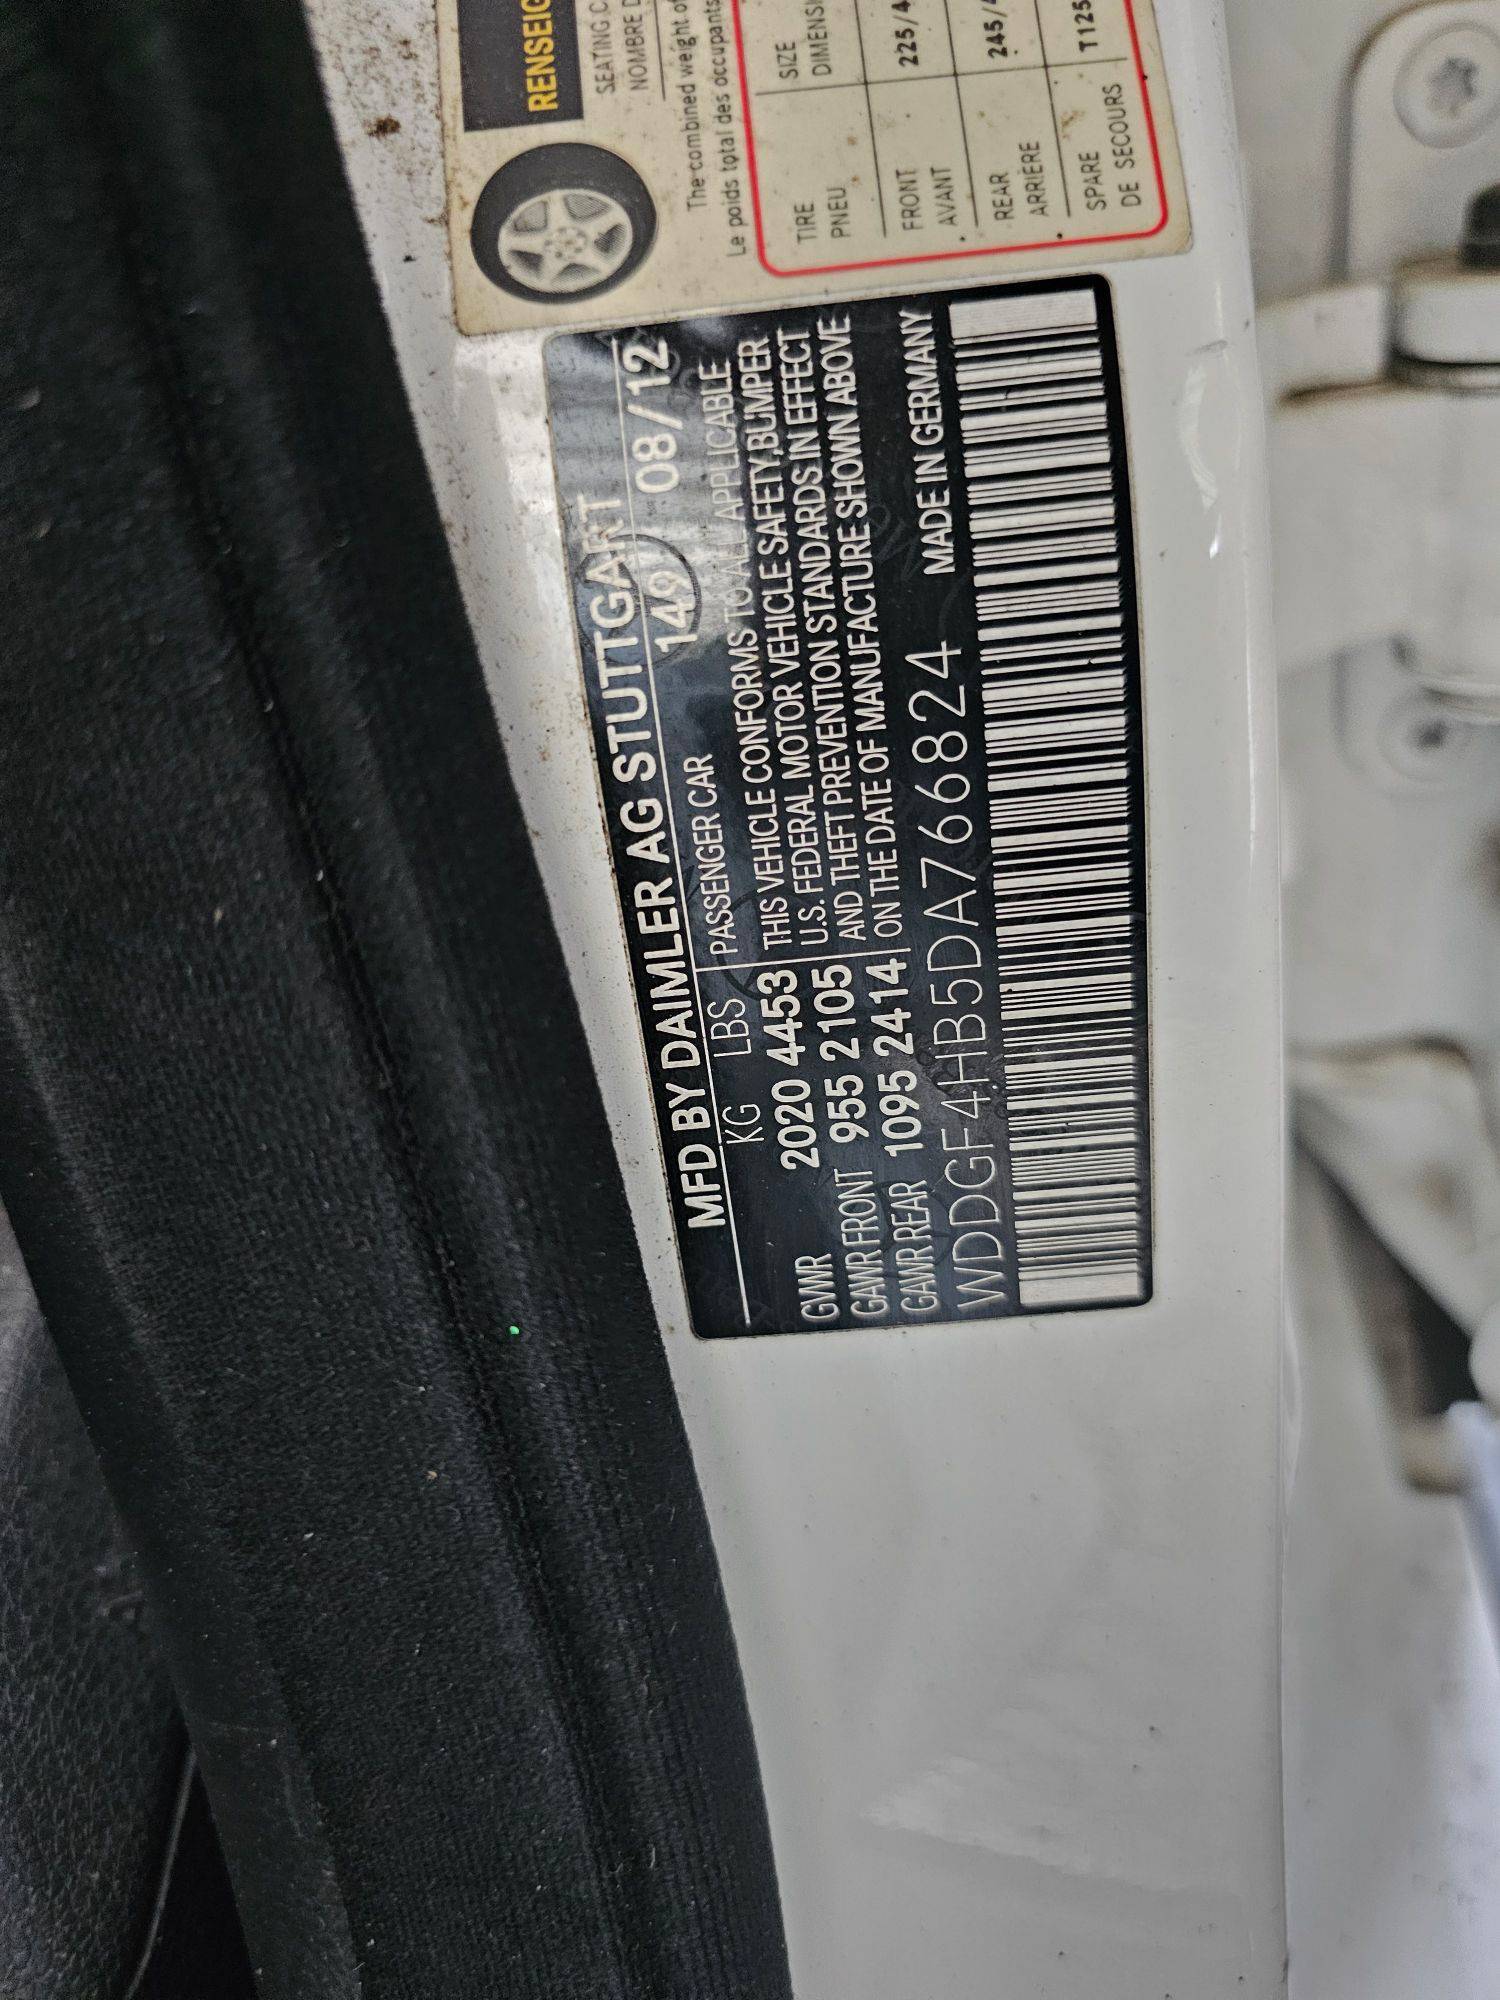 RENSEIG
SEATING C
NOMBRE D
The combined weight of
Le poids total des occupants
TIRE SIZE
PNEU DIMENSI
FRONT 225/4
AVANT
REAR 245/4
ARRIÈRE
SPARE T125
DE SECOURS
MFD BY DAIMLER AG STUTTGART
KG LBS PASSENGER CAR 149 08/12
GVWR 2020 4453 THIS VEHICLE CONFORMS TO ALL APPLICABLE
GAWR FRONT 955 2105 U.S. FEDERAL MOTOR VEHICLE SAFETY, BUMPER
GAWR REAR 1095 2414 AND THEFT PREVENTION STANDARDS IN EFFECT
ON THE DATE OF MANUFACTURE SHOWN ABOVE
WDDGF4HB5DA766824 MADE IN GERMANY